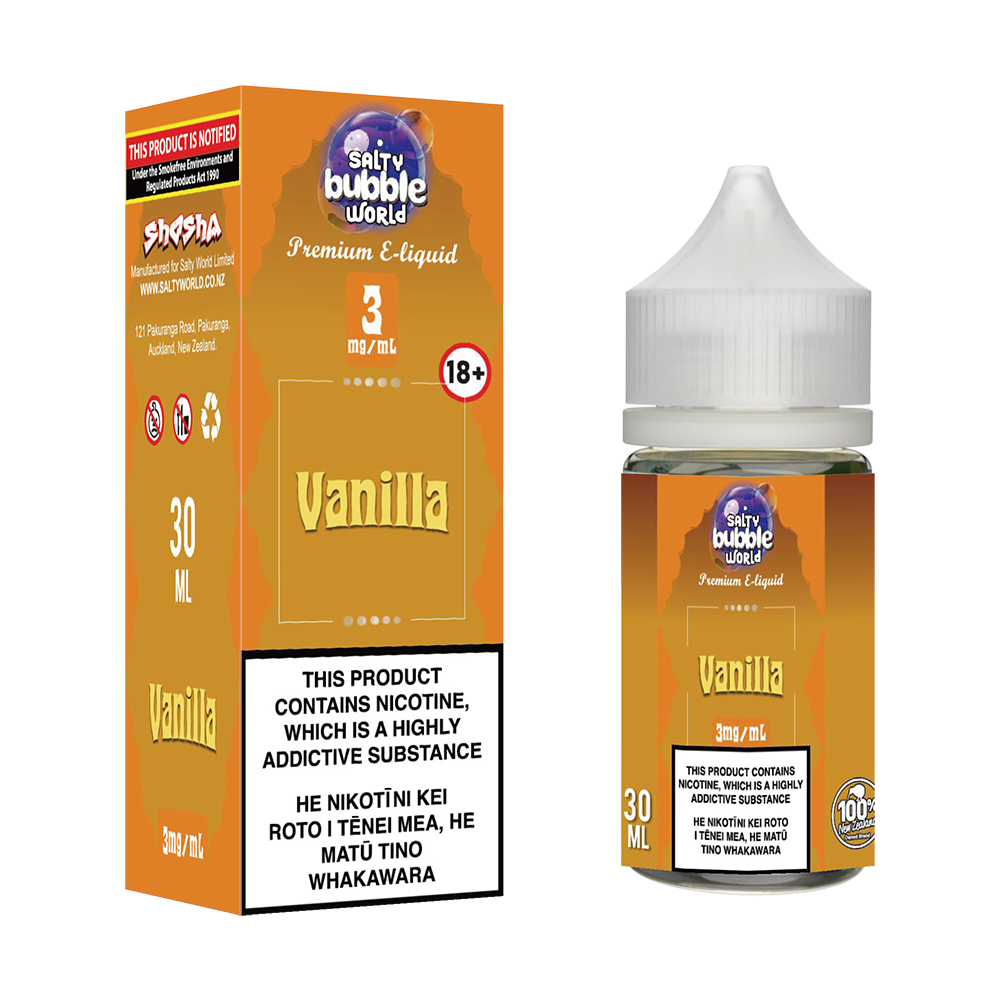 THIS PRODUCT IS NOTIFIED
Under the Smokefree Environments and
Regulated Products Act 1990
shosha
Manufactured for Salty World Limited
WWW.SALTYWORLD.CO.NZ
121 Pakuranga Road, Pakuranga,
Auckland, New Zealand.
30
ML
Vanilla
3mg/mL
SALTY
bubble
WORLD
Premium E-liquid
3
mg/mL
18+
Vanilla
THIS PRODUCT
CONTAINS NICOTINE,
WHICH IS A HIGHLY
ADDICTIVE SUBSTANCE
HE NIKOTĪNI KEI
ROTO I TĒNEI MEA, HE
MATŪ TINO
WHAKAWARA
SALTY
bubble
WORLD
Premium E-liquid
Vanilla
3mg/mL
THIS PRODUCT CONTAINS
NICOTINE, WHICH IS A HIGHLY
ADDICTIVE SUBSTANCE
HE NIKOTĪNI KEI ROTO
I TĒNEI MEA, HE MATŪ
TINO WHAKAWARA
30
ML
100%
New Zealand